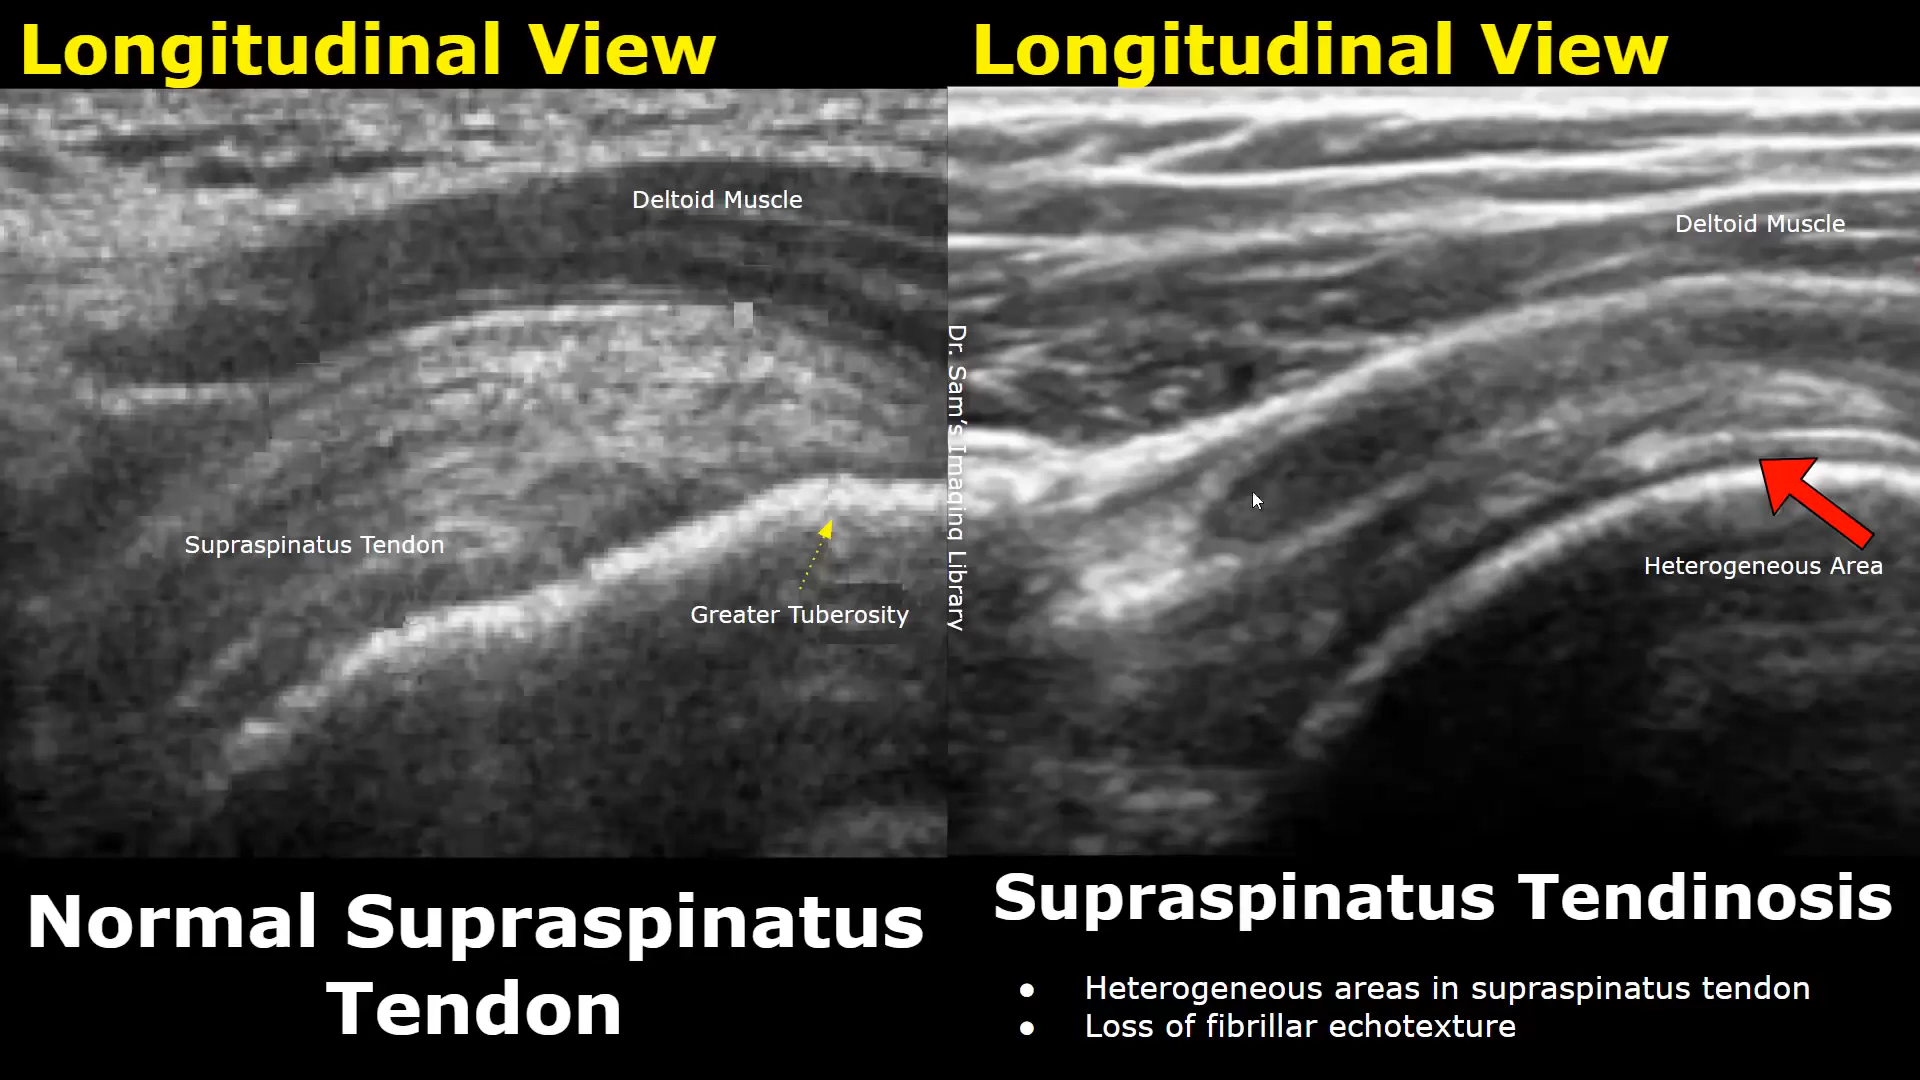 Longitudinal View
Deltoid Muscle
Supraspinatus Tendon
Greater Tuberosity
Normal Supraspinatus
Tendon
Dr. Sam's Imaging Library
Longitudinal View
Deltoid Muscle
Heterogeneous Area
Supraspinatus Tendinosis
● Heterogeneous areas in supraspinatus tendon
● Loss of fibrillar echotexture